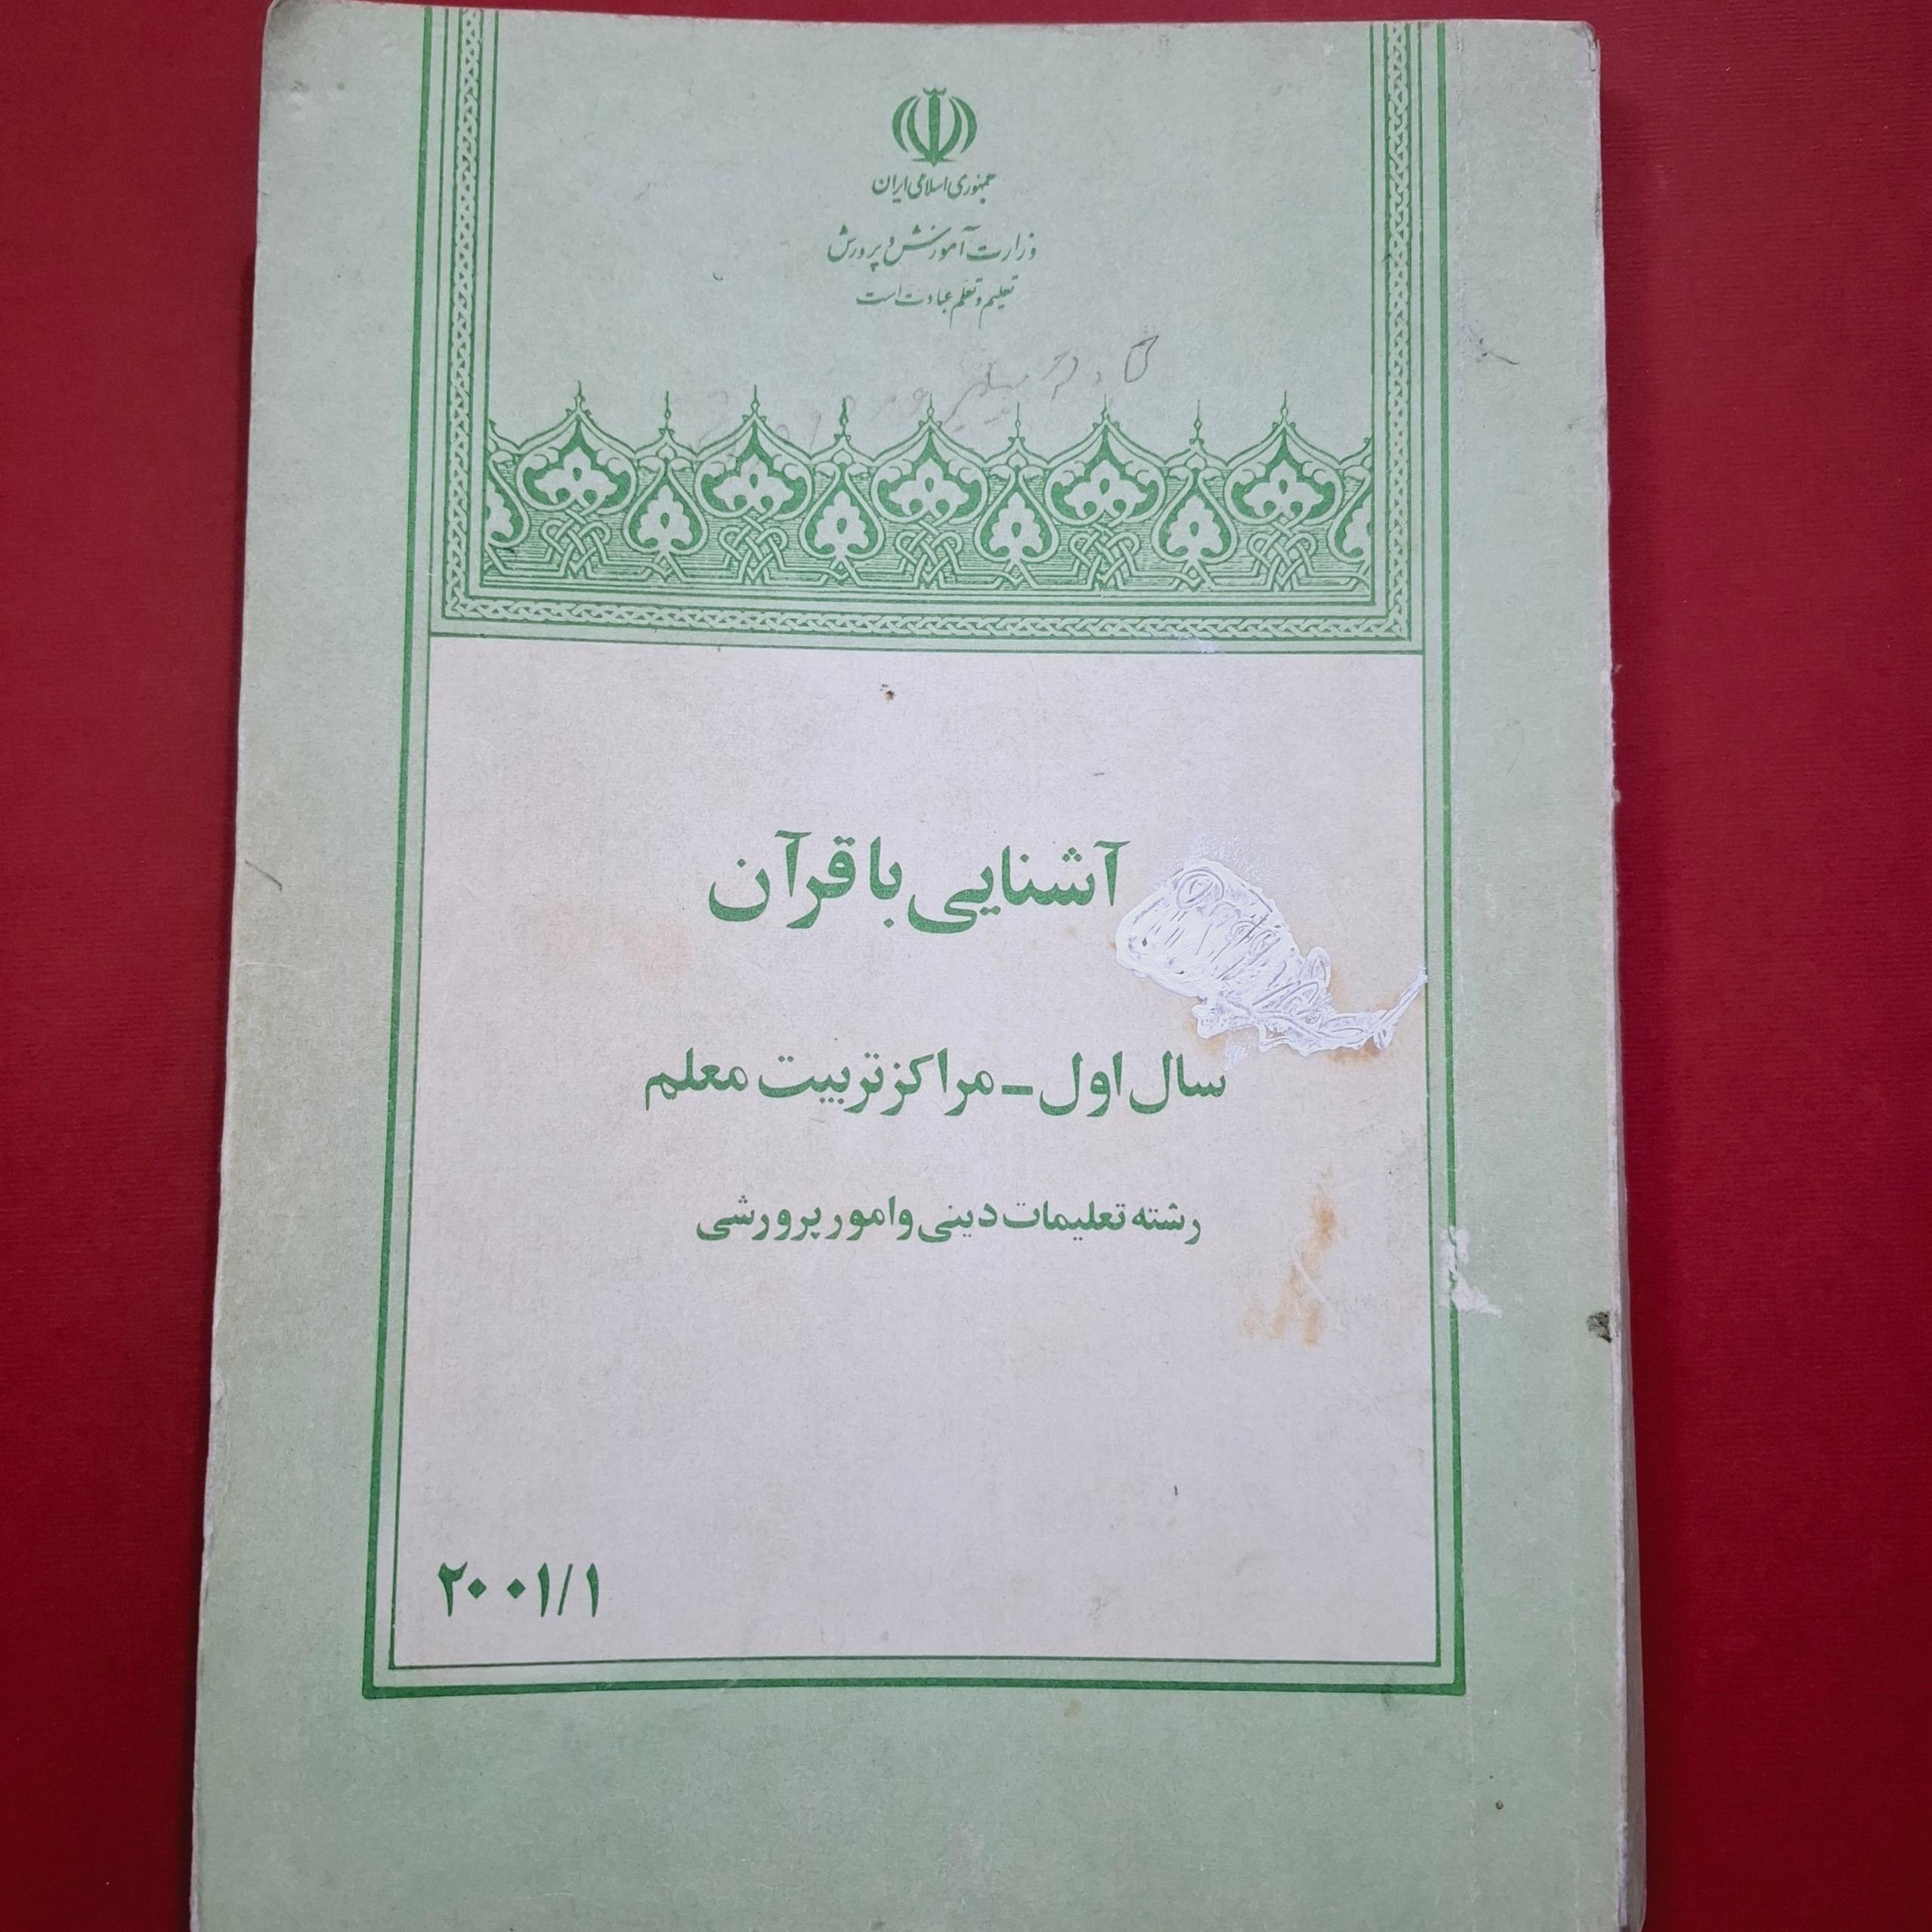 جمهوری اسلامی ایران
وزارت آموزش و پرورش
تعلیم و تعلم عبادت است
آشنایی با قرآن
سال اول - مراکز تربیت معلم
رشته تعلیمات دینی و امور پرورشی
۲۰۰۱/۱